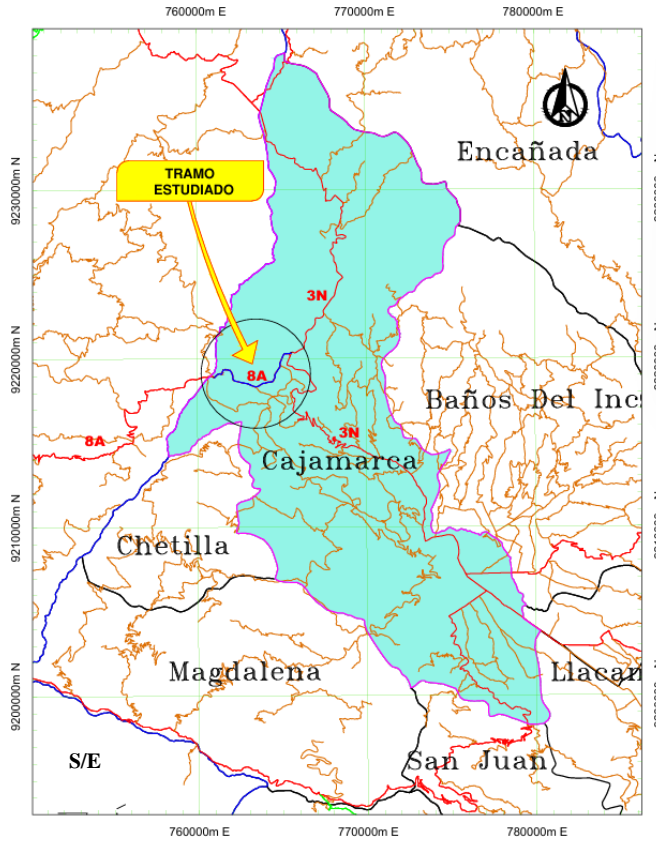 760000m E
770000m E
780000m E
N
Encañada
TRAMO
ESTUDIADO
9230000m N
3N
9220000m N
8A
Baños Del Incs
8A
3N
Cajamarca
9210000m N
Chetilla
Magdalena
Llacan
9200000m N
S/E
San Juan
760000m E
770000m E
780000m E